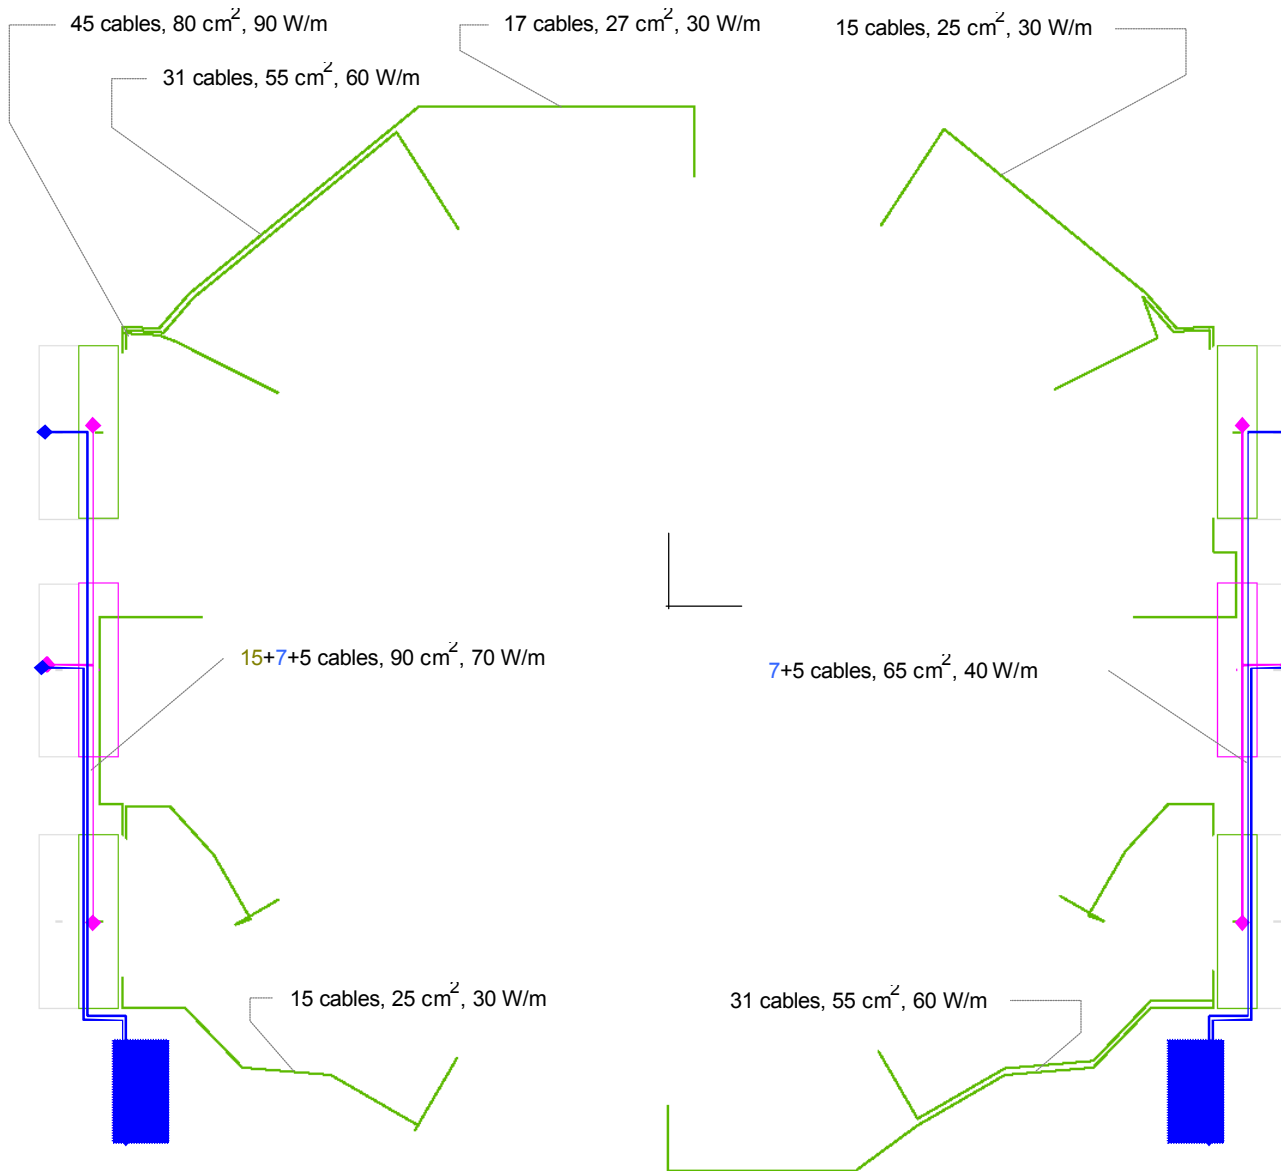 45 cables, 80 cm², 90 W/m
17 cables, 27 cm², 30 W/m
15 cables, 25 cm², 30 W/m
31 cables, 55 cm², 60 W/m
15+7+5 cables, 90 cm², 70 W/m
7+5 cables, 65 cm², 40 W/m
15 cables, 25 cm², 30 W/m
31 cables, 55 cm², 60 W/m